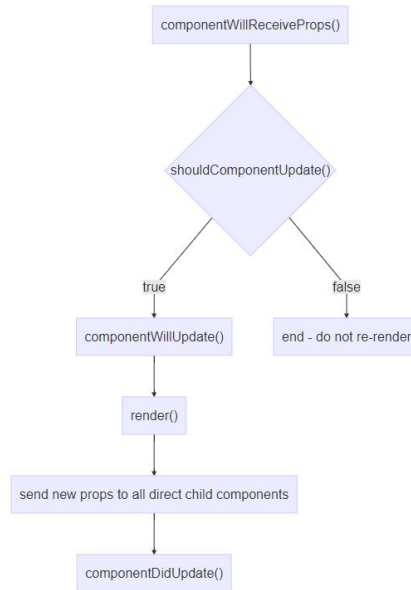 componentWillReceiveProps()
shouldComponentUpdate()
true
false
componentWillUpdate()
end - do not re-render
render()
send new props to all direct child components
componentDidUpdate()